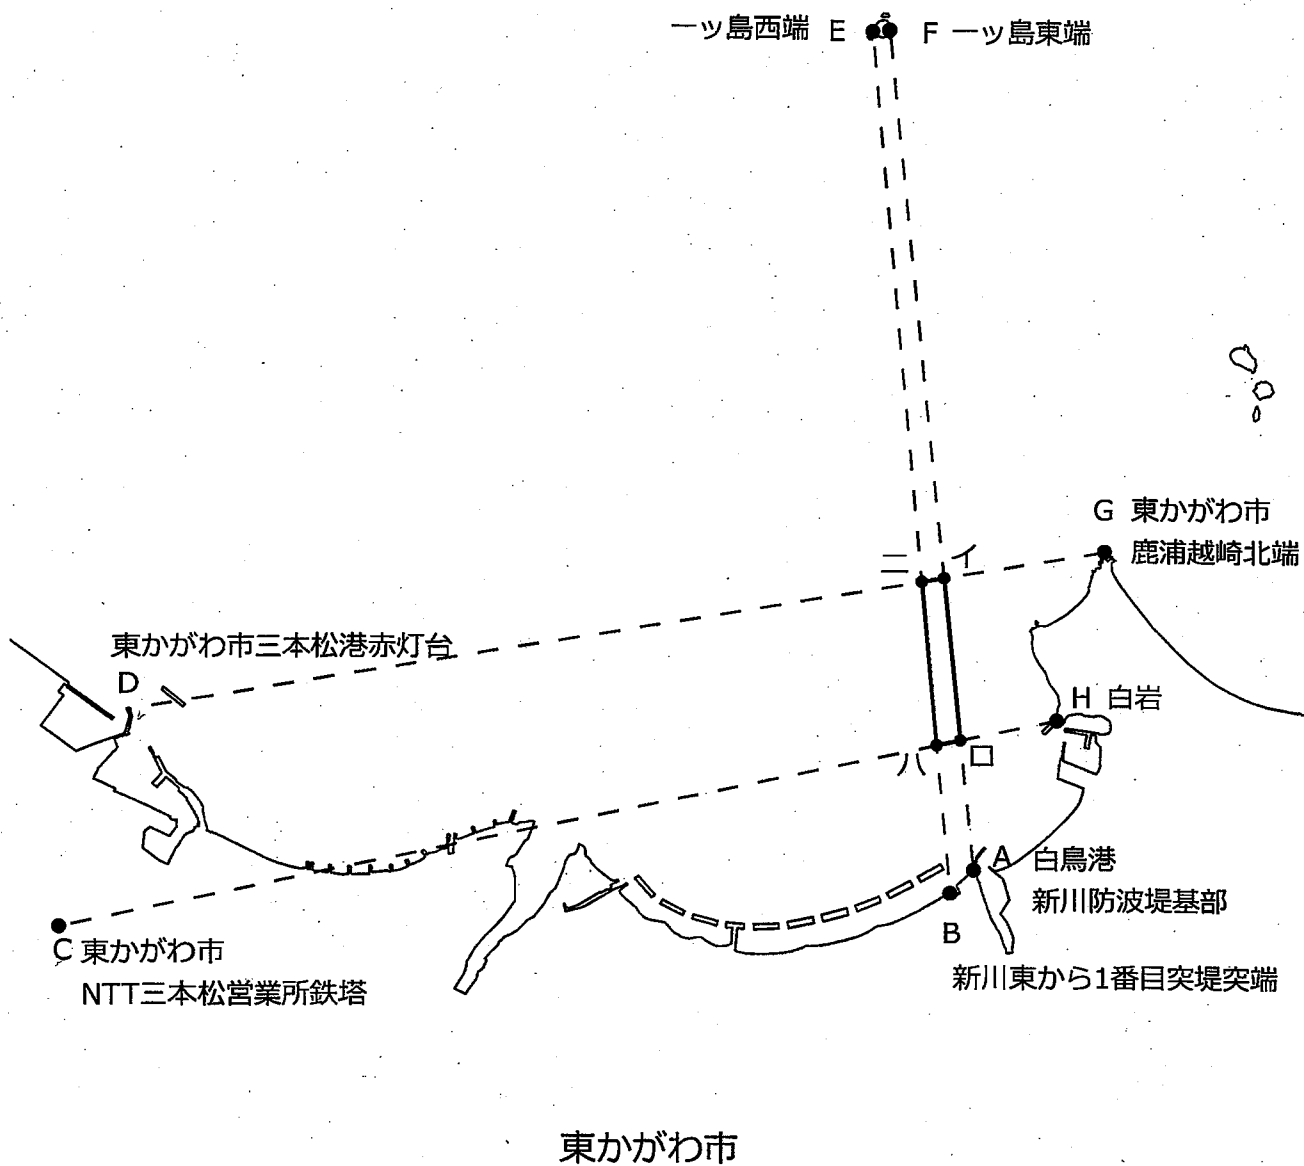 一ッ島西端 E
F 一ッ島東端
G 東かがわ市
鹿浦越崎北端
ニ
イ
東かがわ市三本松港赤灯台
D
H 白岩
ハ
ロ
A 白鳥港
新川防波堤基部
B
C 東かがわ市
NTT三本松営業所鉄塔
新川東から1番目突堤突端
東かがわ市